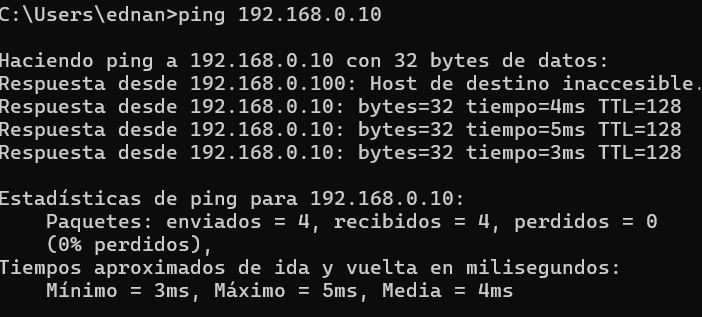 C:\Users\ednan>ping 192.168.0.10
Haciendo ping a 192.168.0.10 con 32 bytes de datos:
Respuesta desde 192.168.0.100: Host de destino inaccesible.
Respuesta desde 192.168.0.10: bytes=32 tiempo=4ms TTL=128
Respuesta desde 192.168.0.10: bytes=32 tiempo=5ms TTL=128
Respuesta desde 192.168.0.10: bytes=32 tiempo=3ms TTL=128
Estadísticas de ping para 192.168.0.10:
Paquetes: enviados = 4, recibidos = 4, perdidos = 0
(0% perdidos),
Tiempos aproximados de ida y vuelta en milisegundos:
Mínimo = 3ms, Máximo = 5ms, Media = 4ms